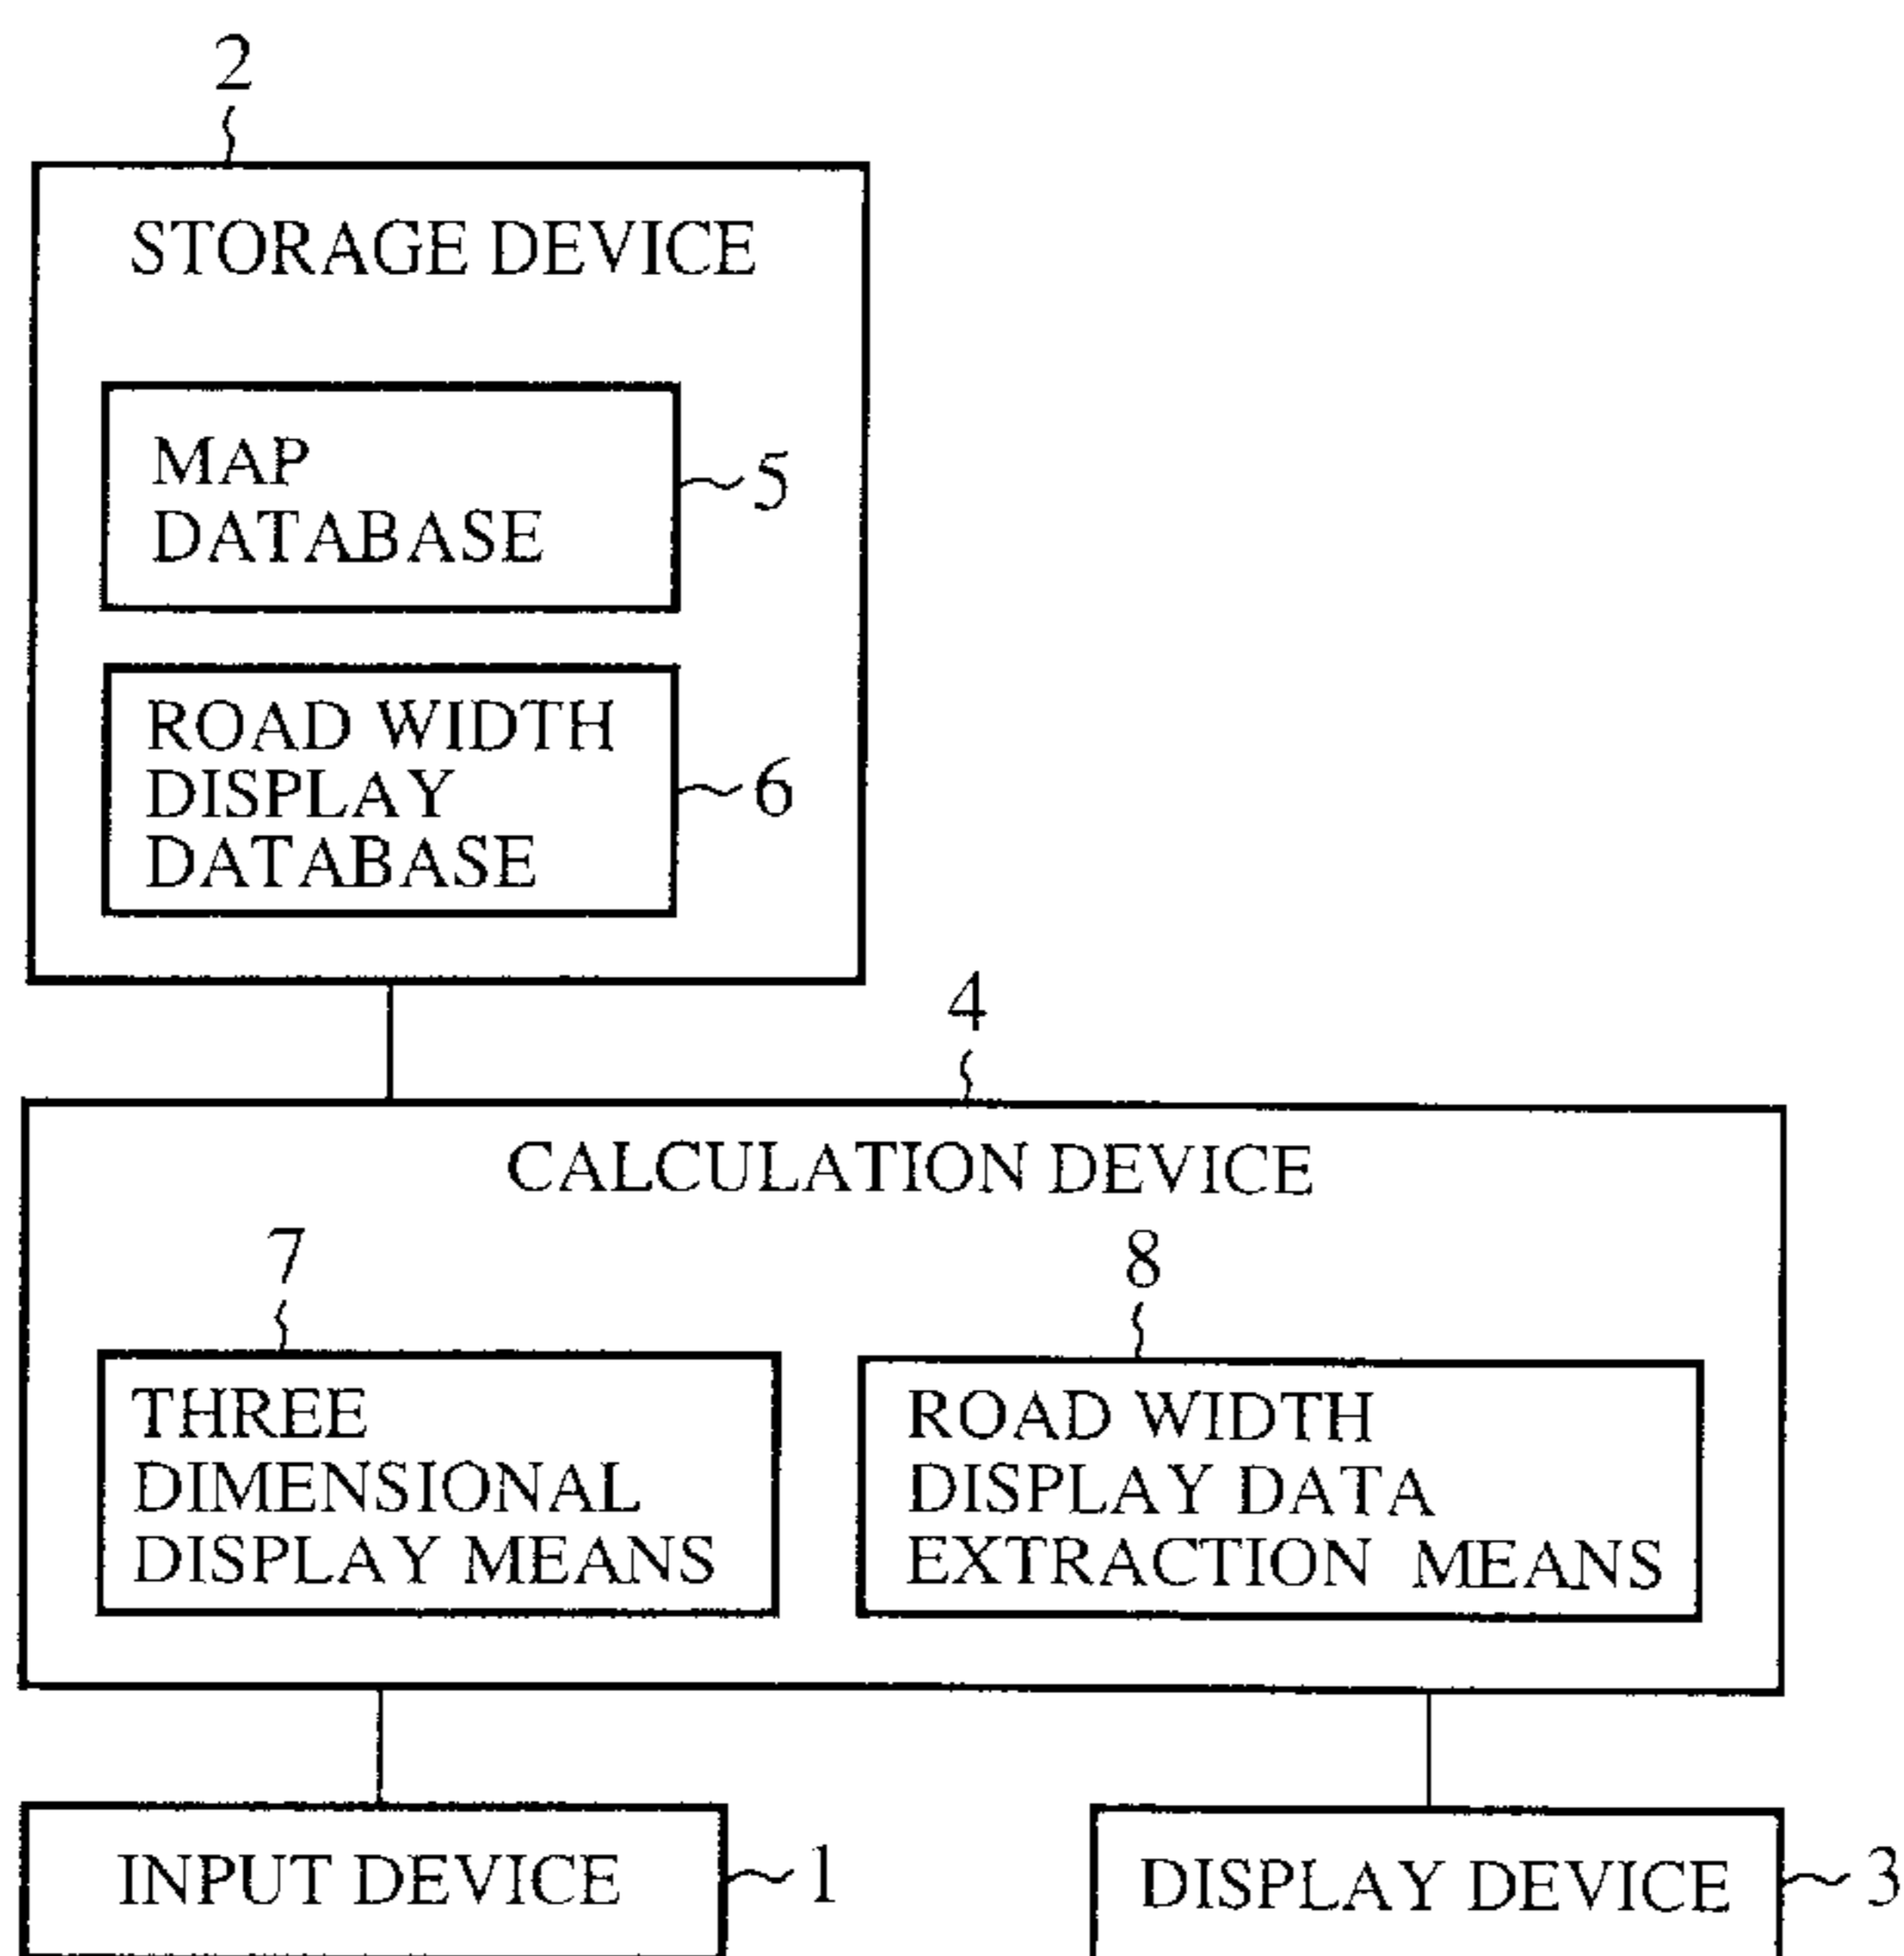 2
STORAGE DEVICE
MAP
DATABASE
5
ROAD WIDTH
DISPLAY
DATABASE
6
4
CALCULATION DEVICE
7
8
THREE
DIMENSIONAL
DISPLAY MEANS
ROAD WIDTH
DISPLAY DATA
EXTRACTION MEANS
INPUT DEVICE
1
DISPLAY DEVICE
3